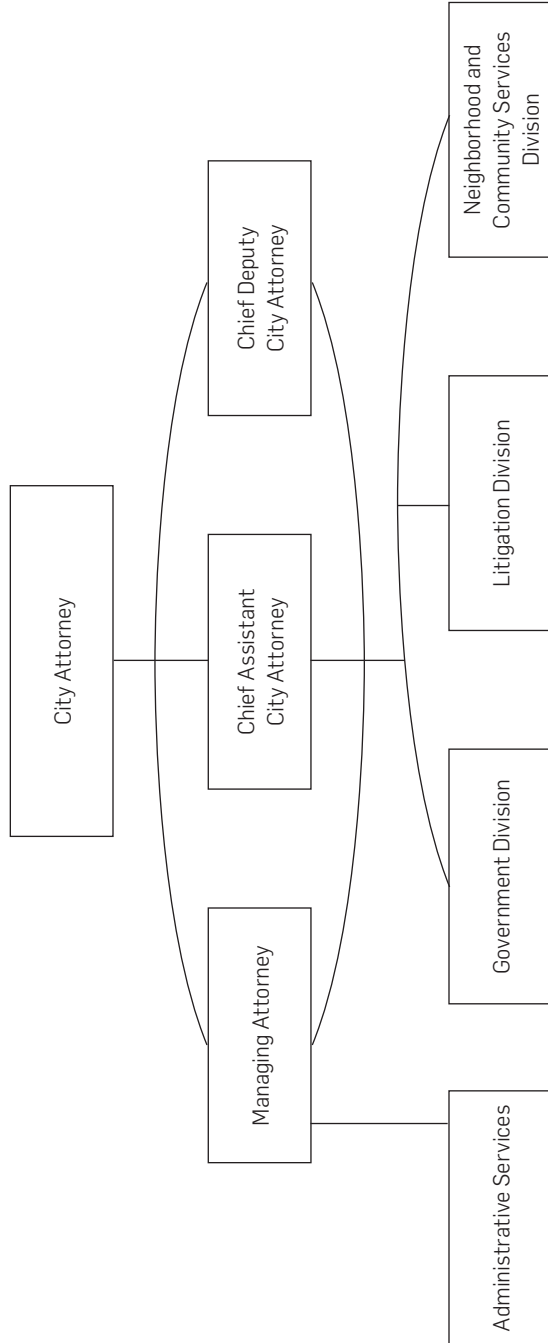 City Attorney
Managing Attorney
Chief Assistant
City Attorney
Chief Deputy
City Attorney
Administrative Services
Government Division
Litigation Division
Neighborhood and
Community Services
Division